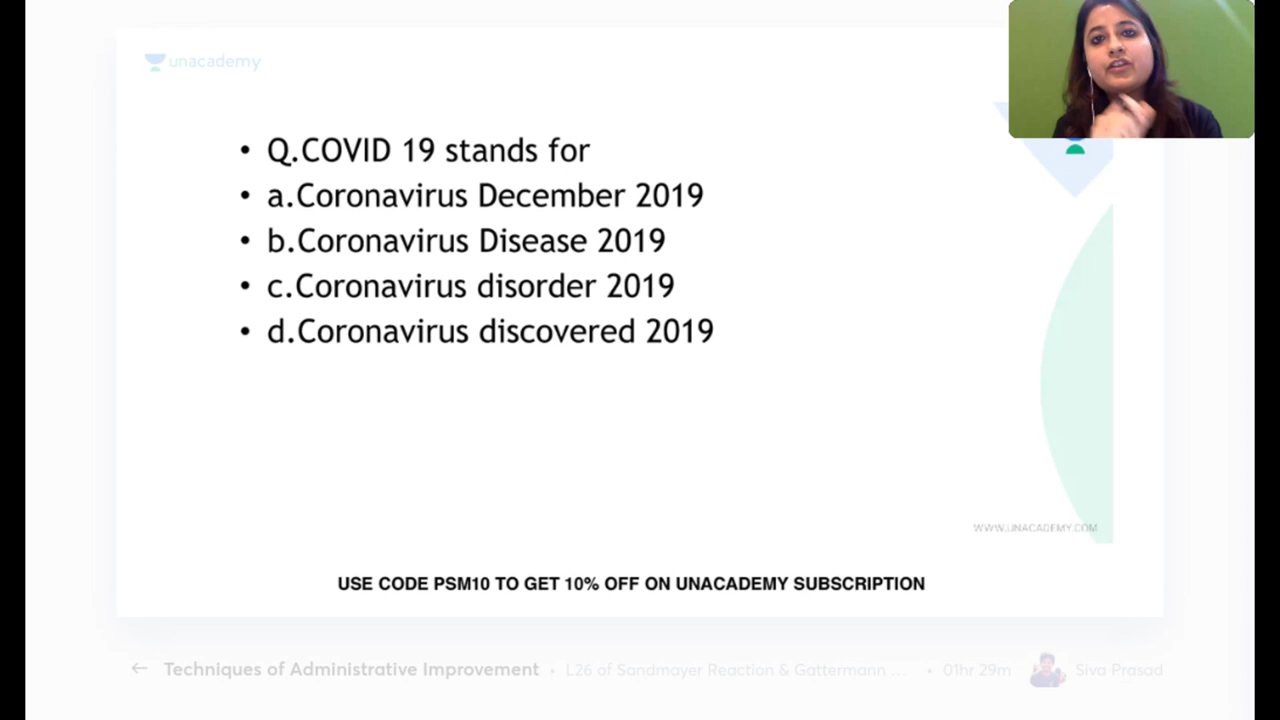 unacademy
• Q.COVID 19 stands for
• a.Coronavirus December 2019
• b.Coronavirus Disease 2019
• c.Coronavirus disorder 2019
• d.Coronavirus discovered 2019
WWW.UNACADEMY.COM
USE CODE PSM10 TO GET 10% OFF ON UNACADEMY SUBSCRIPTION
← Techniques of Administrative Improvement • L26 of Sandmayer Reaction & Gattermann ... • 01hr 29m Siva Prasad